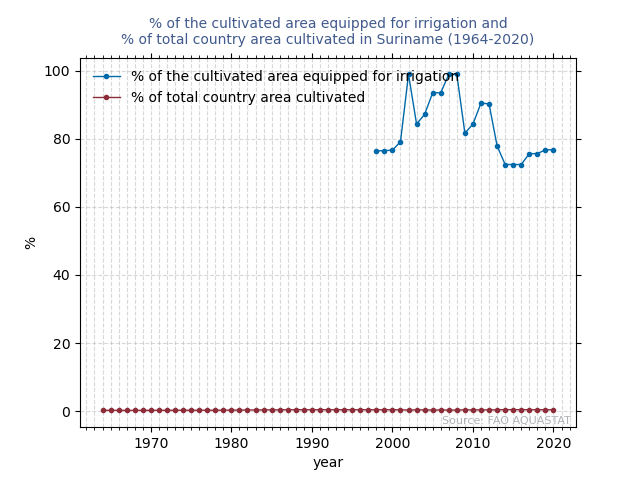 % of the cultivated area equipped for irrigation and
% of total country area cultivated in Suriname (1964-2020)
% of the cultivated area equipped for irrigation
% of total country area cultivated
100
80
60
40
20
0
%
Source: FAO AQUASTAT
1970 1980 1990 2000 2010 2020
year